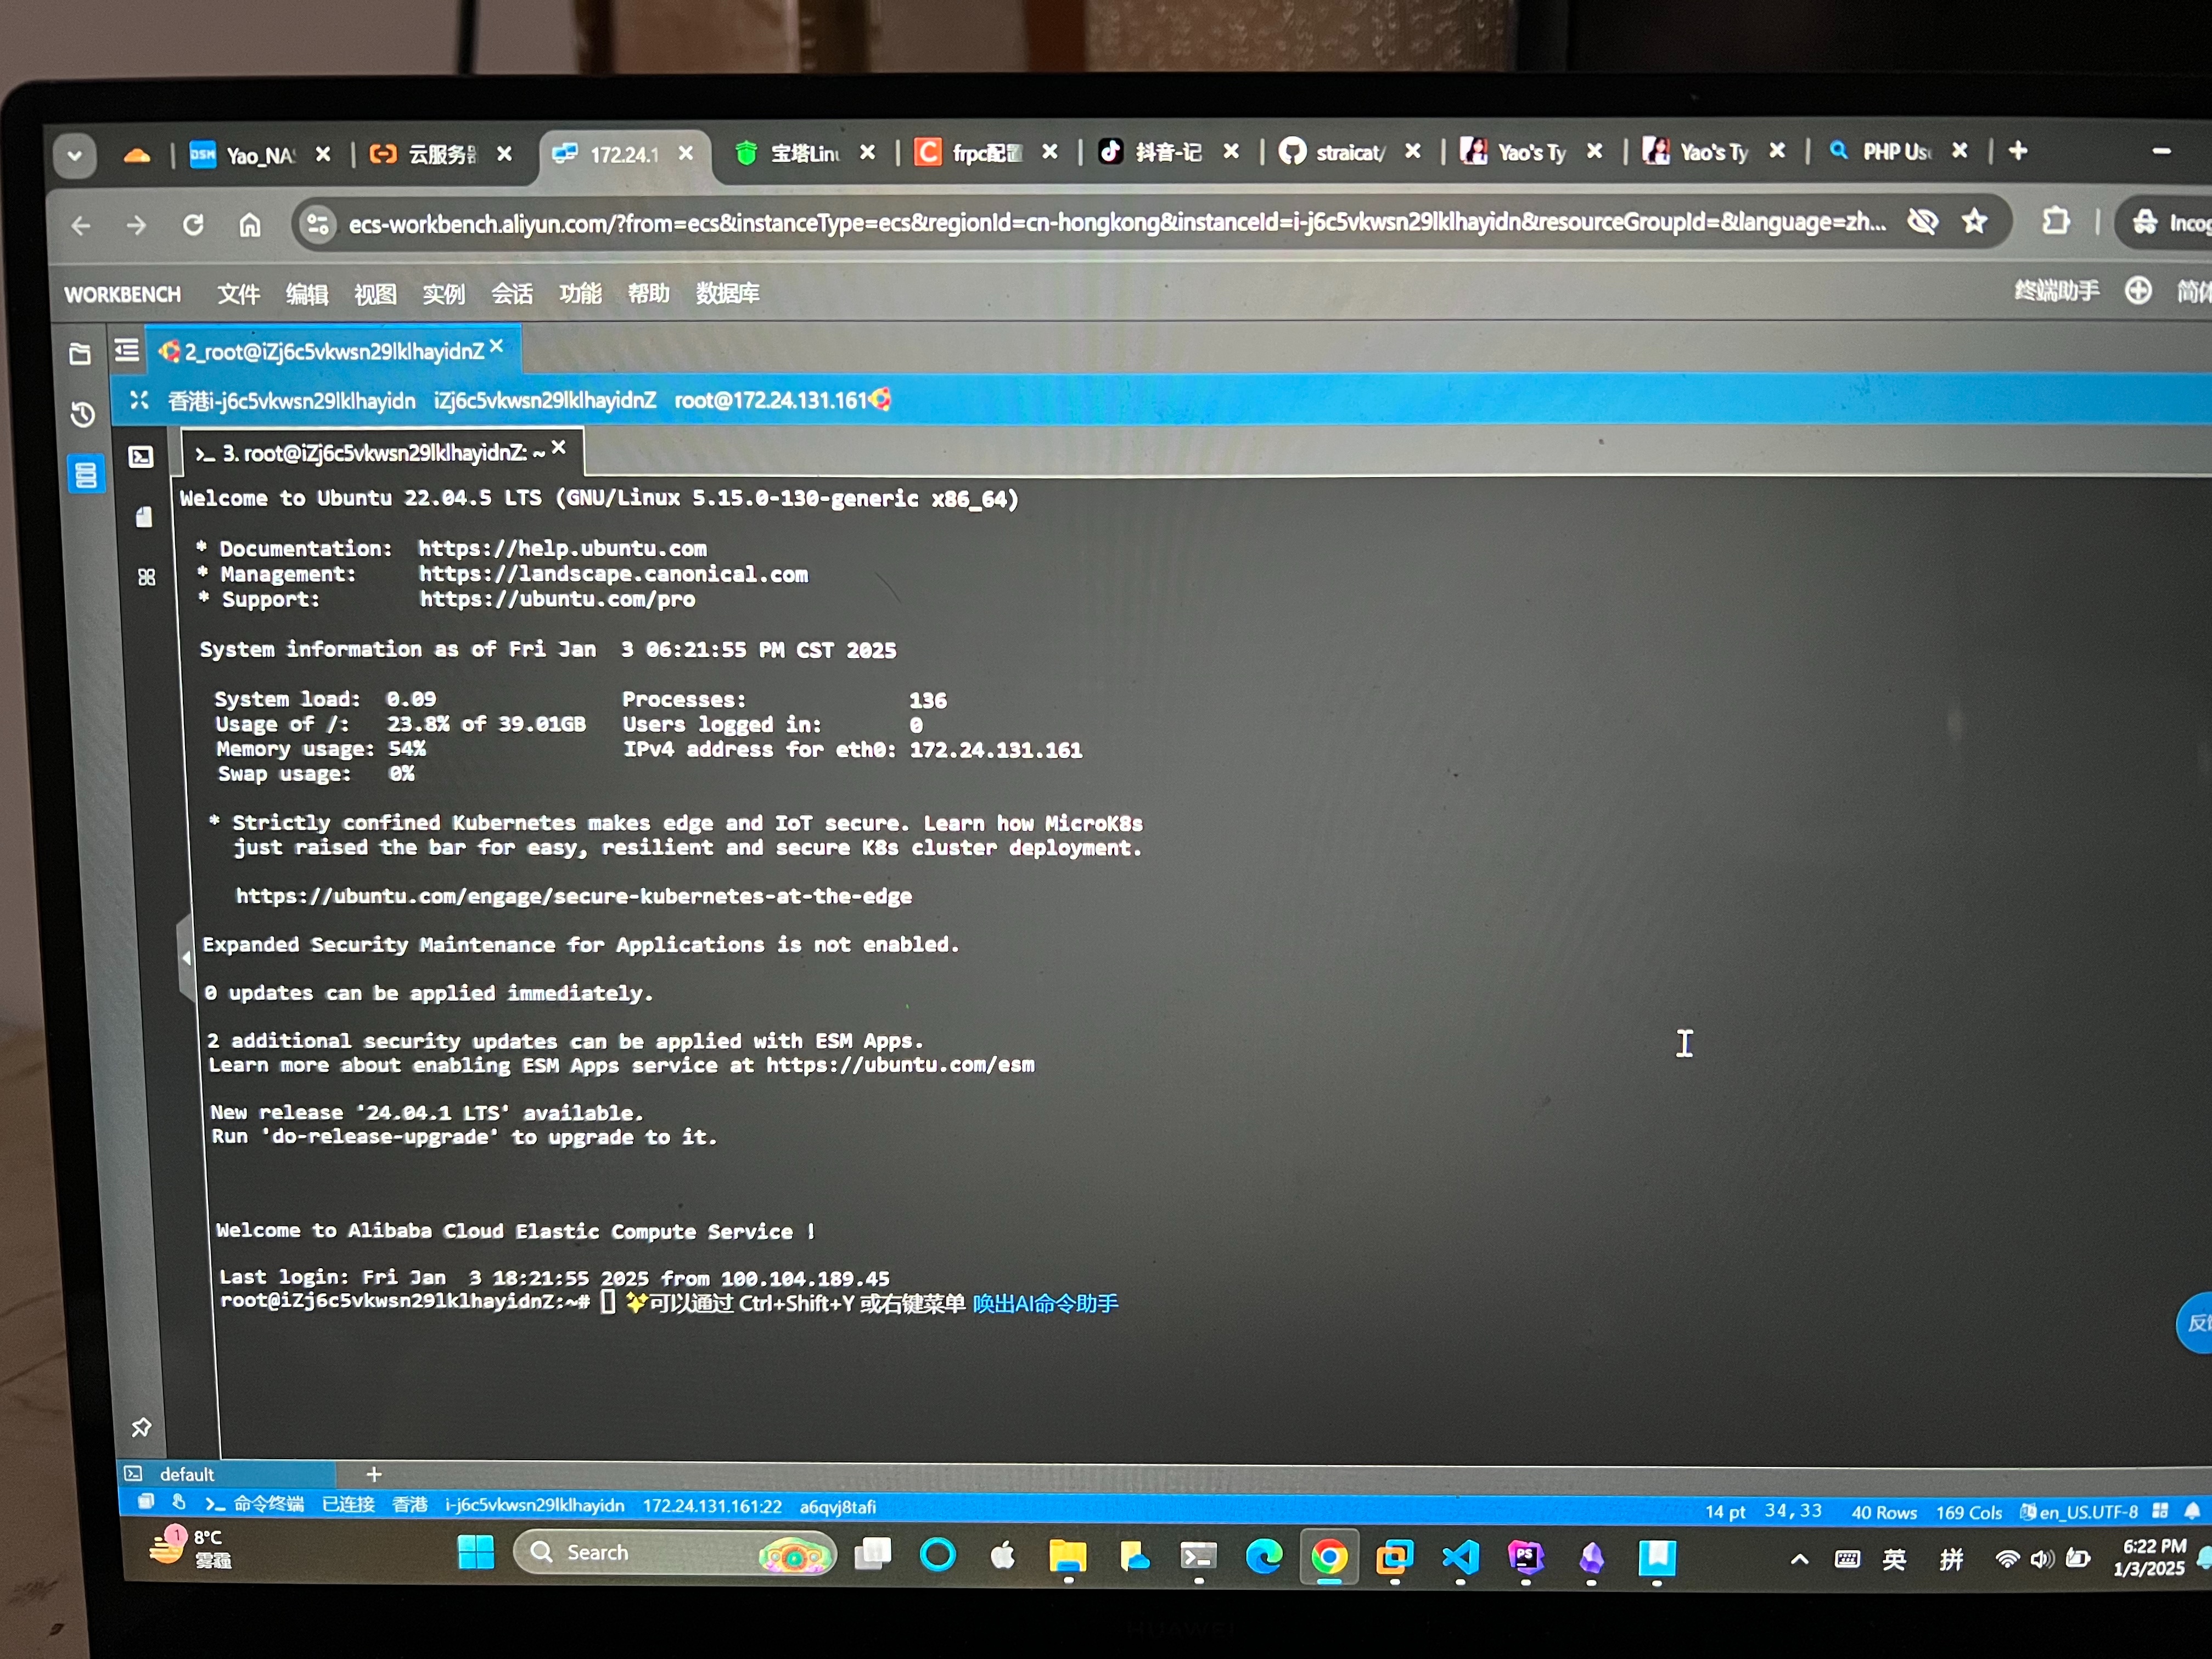 Yao_NA
云服务器
172.24.1
宝塔Linu
frpc配置
抖音-记
straicat/
Yao's Ty
Yao's Ty
PHP Us
ecs-workbench.aliyun.com/?from=ecs&instanceType=ecs&regionId=cn-hongkong&instanceId=i-j6c5vkwsn29lklhayidn&resourceGroupId=&language=zh...
Incog
WORKBENCH 文件 编辑 视图 实例 会话 功能 帮助 数据库
终端助手 简体
2_root@iZj6c5vkwsn29lklhayidnZ
香港i-j6c5vkwsn29lklhayidn iZj6c5vkwsn29lklhayidnZ root@172.24.131.161
>_ 3. root@iZj6c5vkwsn29lklhayidnZ: ~
Welcome to Ubuntu 22.04.5 LTS (GNU/Linux 5.15.0-130-generic x86_64)
* Documentation: https://help.ubuntu.com
* Management: https://landscape.canonical.com
* Support: https://ubuntu.com/pro
System information as of Fri Jan 3 06:21:55 PM CST 2025
System load: 0.09 Processes: 136
Usage of /: 23.8% of 39.01GB Users logged in: 0
Memory usage: 54% IPv4 address for eth0: 172.24.131.161
Swap usage: 0%
* Strictly confined Kubernetes makes edge and IoT secure. Learn how MicroK8s
just raised the bar for easy, resilient and secure K8s cluster deployment.
https://ubuntu.com/engage/secure-kubernetes-at-the-edge
Expanded Security Maintenance for Applications is not enabled.
0 updates can be applied immediately.
2 additional security updates can be applied with ESM Apps.
Learn more about enabling ESM Apps service at https://ubuntu.com/esm
New release '24.04.1 LTS' available.
Run 'do-release-upgrade' to upgrade to it.
Welcome to Alibaba Cloud Elastic Compute Service !
Last login: Fri Jan 3 18:21:55 2025 from 100.104.189.45
root@iZj6c5vkwsn29lklhayidnZ:~# ✨可以通过 Ctrl+Shift+Y 或右键菜单 唤出AI命令助手
default +
>_ 命令终端 已连接 香港 i-j6c5vkwsn29lklhayidn 172.24.131.161:22 a6qvj8tafi
14 pt 34,33 40 Rows 169 Cols en_US.UTF-8
1
8°C
雾霾
Search
英 拼
6:22 PM
1/3/2025
HUAWEI